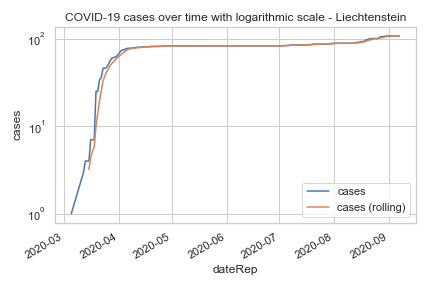 COVID-19 cases over time with logarithmic scale - Liechtenstein
cases
10²
10¹
10⁰
2020-03
2020-04
2020-05
2020-06
2020-07
2020-08
2020-09
dateRep
cases
cases (rolling)